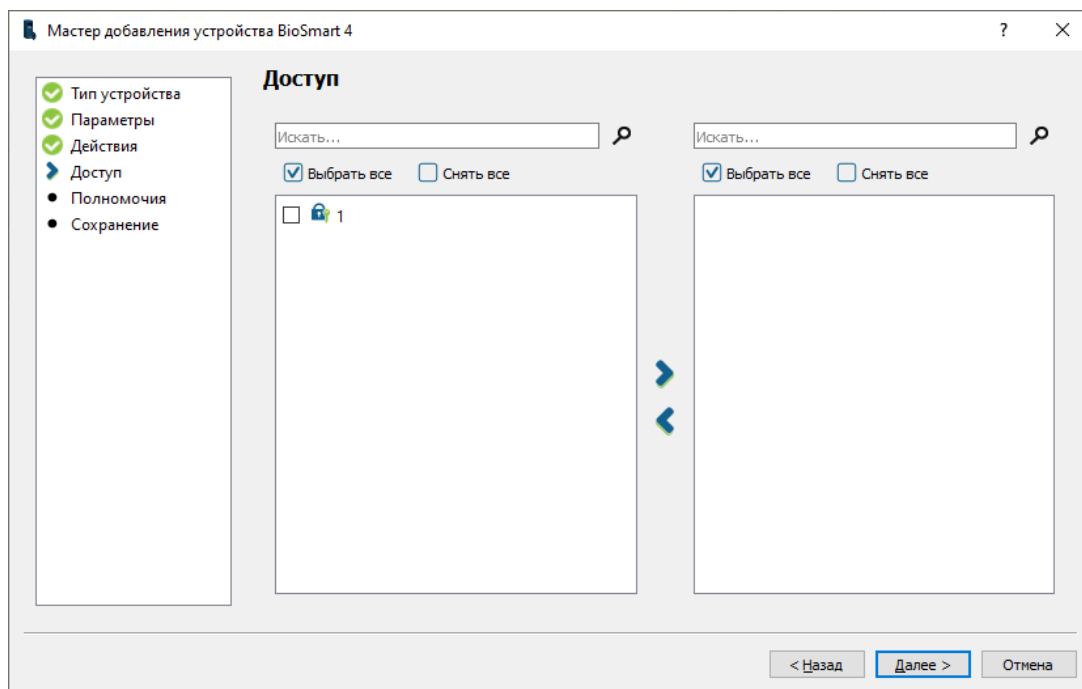 Мастер добавления устройства BioSmart 4
?
Тип устройства
Параметры
Действия
Доступ
Полномочия
Сохранение
Доступ
Искать...
Выбрать все Снять все
1
Искать...
Выбрать все Снять все
< Назад Далее > Отмена